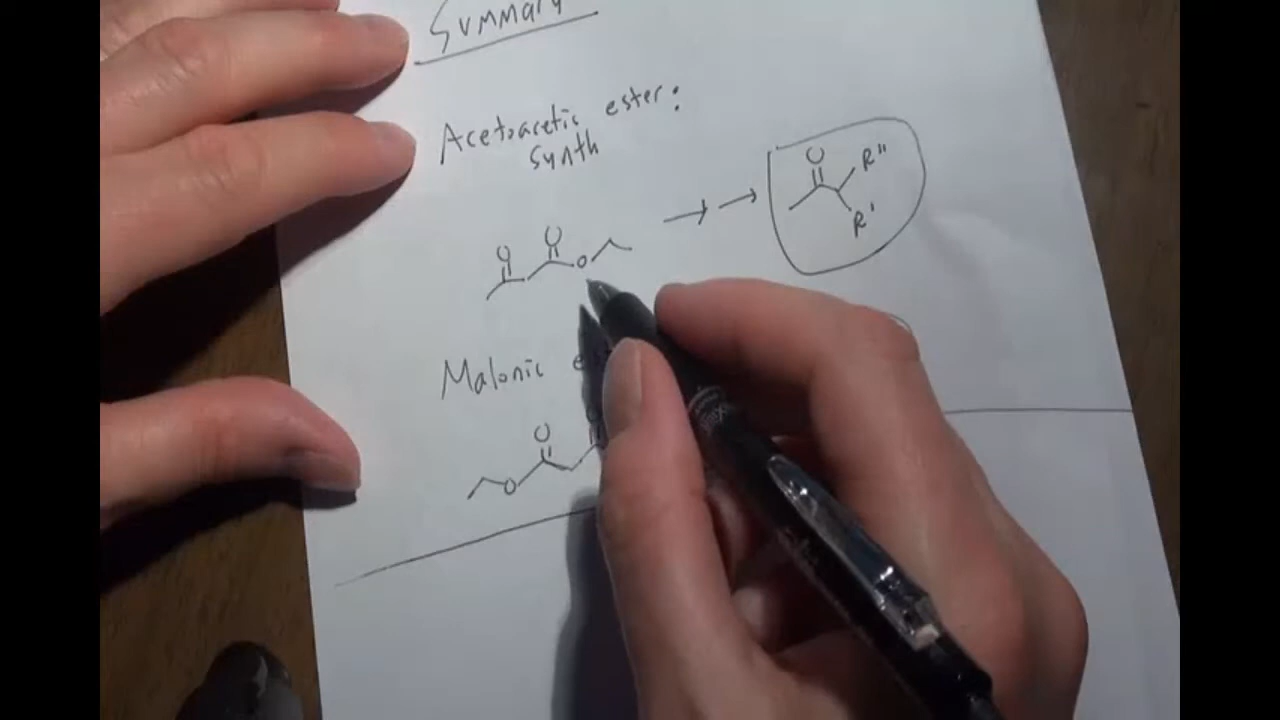 Summary
Acetoacetic ester:
synth
O
R"
R'
O O
O
Malonic
O
O